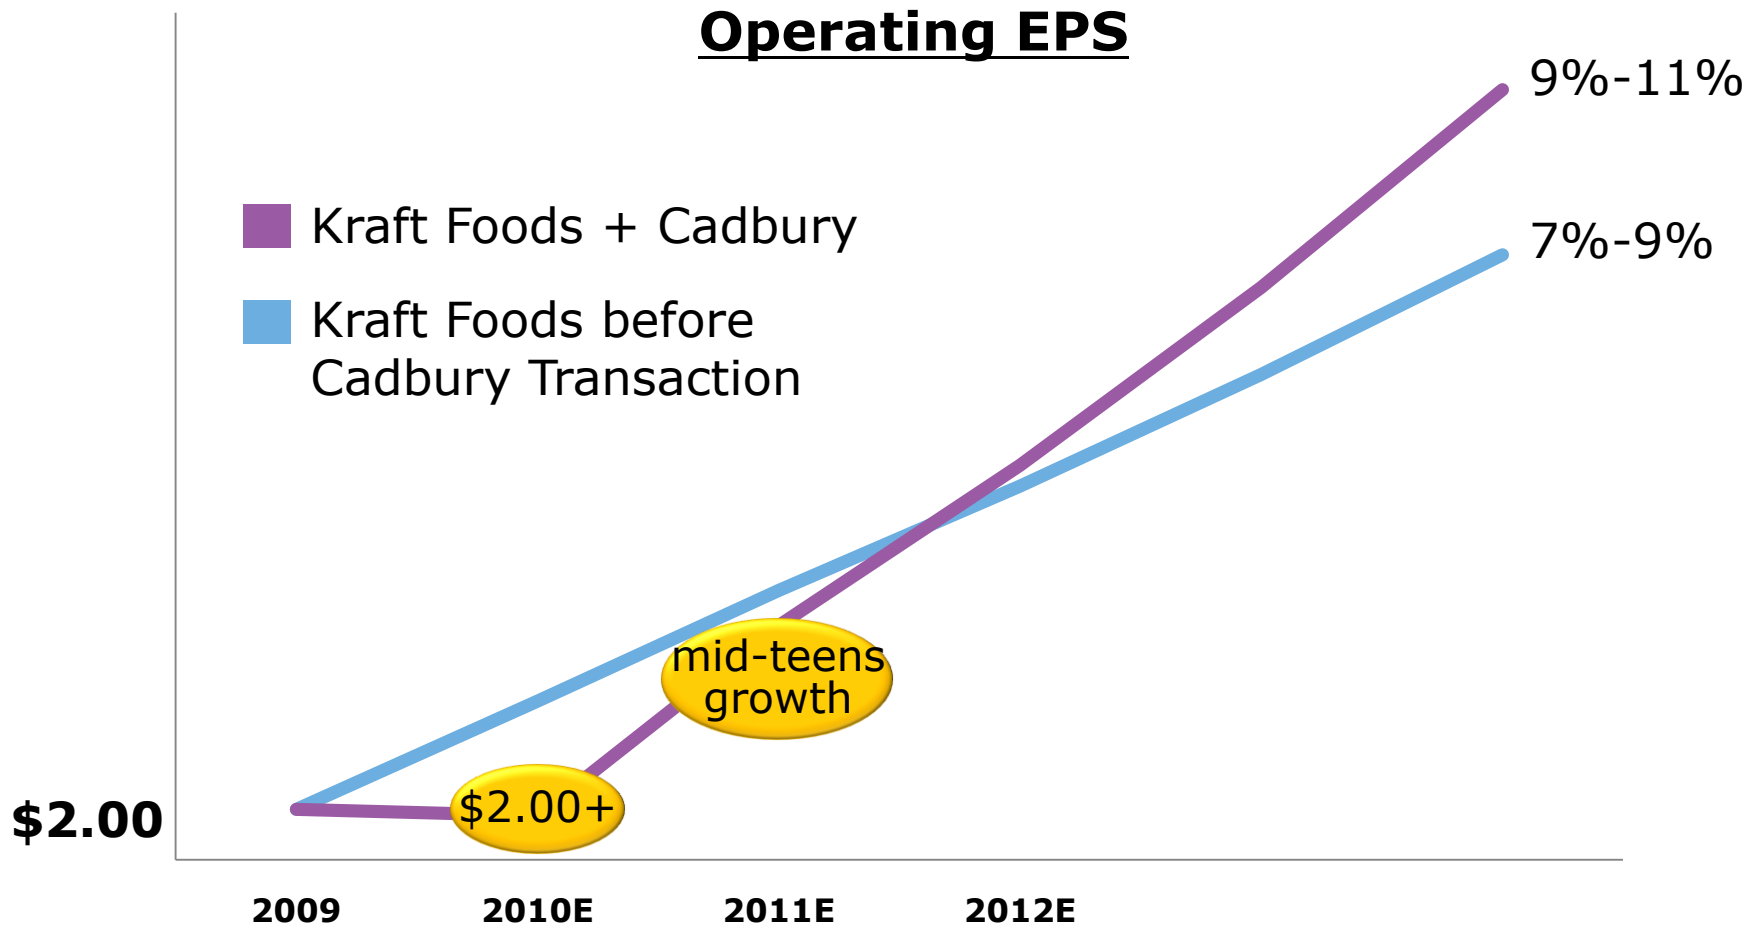 Operating EPS
9%-11%
7%-9%
Kraft Foods + Cadbury
Kraft Foods before
Cadbury Transaction
mid-teens
growth
$2.00+
$2.00
2009 2010E 2011E 2012E